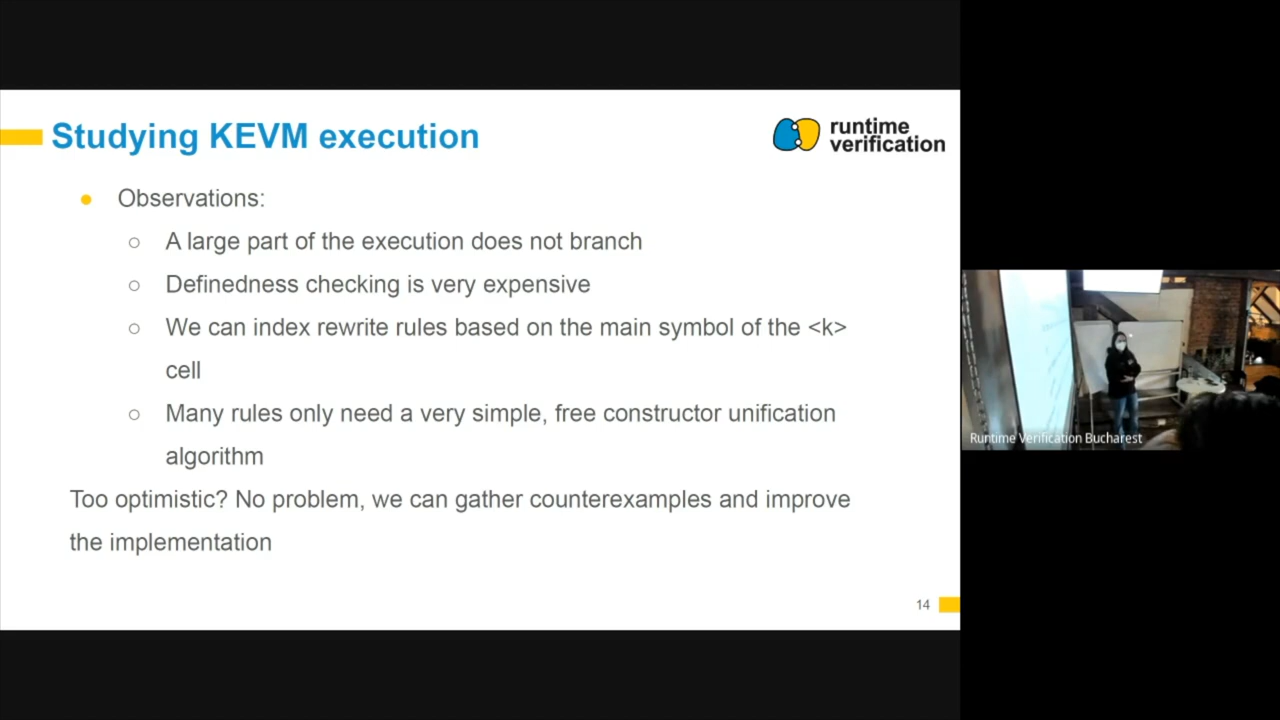 Studying KEVM execution
runtime
verification
Observations:
A large part of the execution does not branch
Definedness checking is very expensive
We can index rewrite rules based on the main symbol of the <k>
cell
Many rules only need a very simple, free constructor unification
algorithm
Too optimistic? No problem, we can gather counterexamples and improve
the implementation
14
Runtime Verification Bucharest